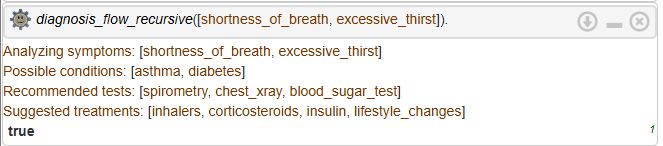 diagnosis_flow_recursive([shortness_of_breath, excessive_thirst]).
Analyzing symptoms: [shortness_of_breath, excessive_thirst]
Possible conditions: [asthma, diabetes]
Recommended tests: [spirometry, chest_xray, blood_sugar_test]
Suggested treatments: [inhalers, corticosteroids, insulin, lifestyle_changes]
true 1